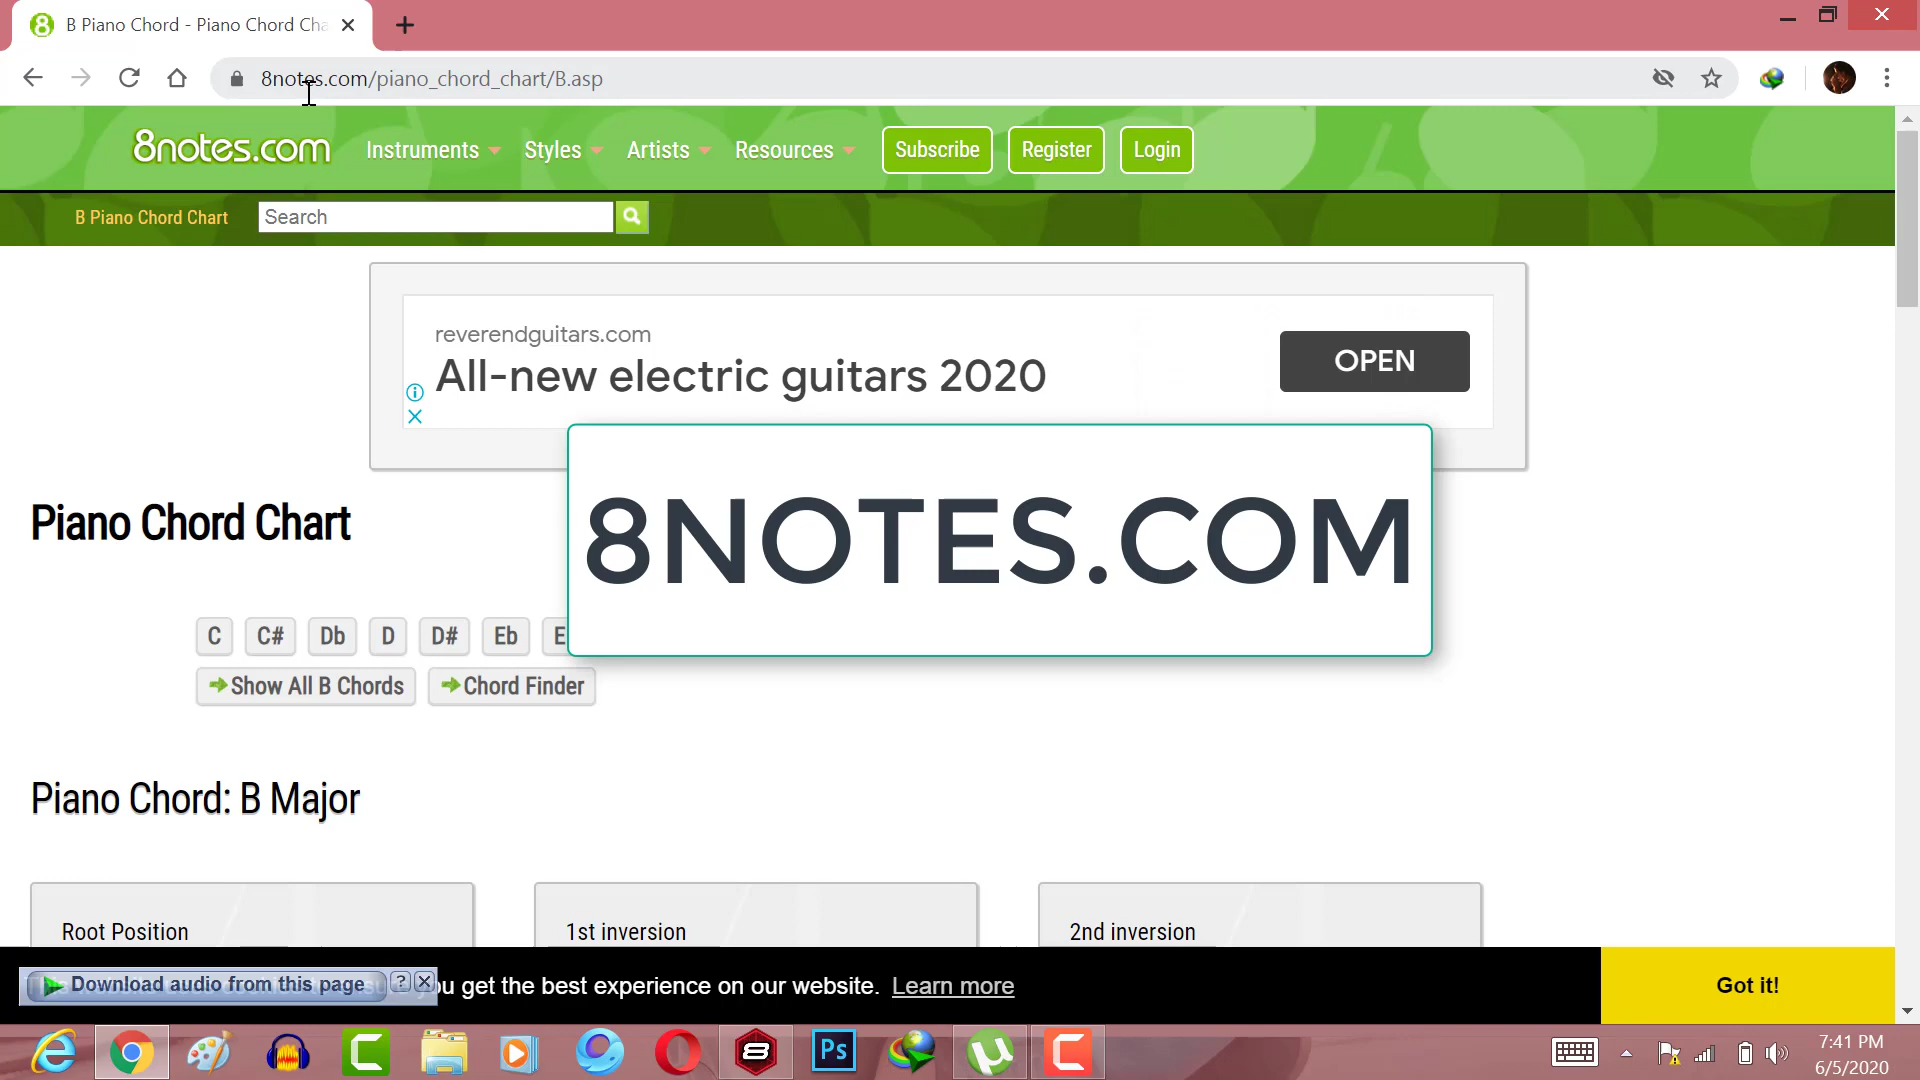 B Piano Chord - Piano Chord Cha
8notes.com/piano_chord_chart/B.asp
8notes.com Instruments Styles Artists Resources Subscribe Register Login
B Piano Chord Chart Search
reverendguitars.com
All-new electric guitars 2020
OPEN
8NOTES.COM
Piano Chord Chart
C C# Db D D# Eb E
Show All B Chords Chord Finder
Piano Chord: B Major
Root Position 1st inversion 2nd inversion
Download audio from this page ? you get the best experience on our website. Learn more Got it!
Ps
7:41 PM
6/5/2020